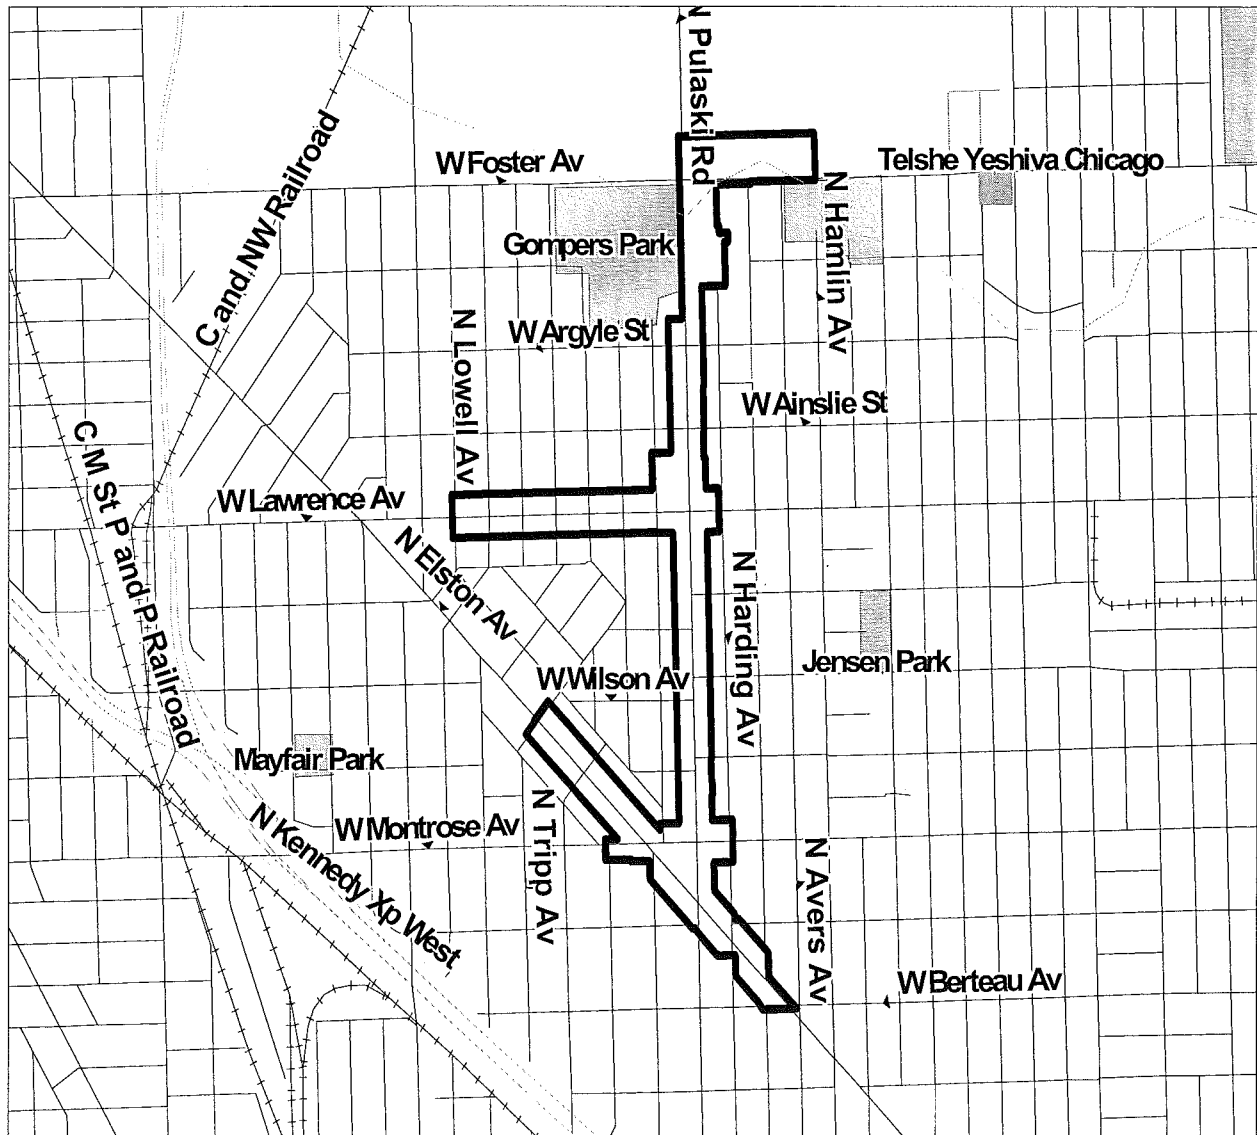 N Pulaski Rd
C and NW Railroad
W Foster Av
Telshe Yeshiva Chicago
N Hamlin Av
Gompers Park
N Lowell Av
W Argyle St
W Ainslie St
C M St P and P Railroad
W Lawrence Av
N Elston Av
N Harding Av
Jensen Park
W Wilson Av
Mayfair Park
N Kennedy Xp West
W Montrose Av
N Tripp Av
N Avers Av
W Berteau Av